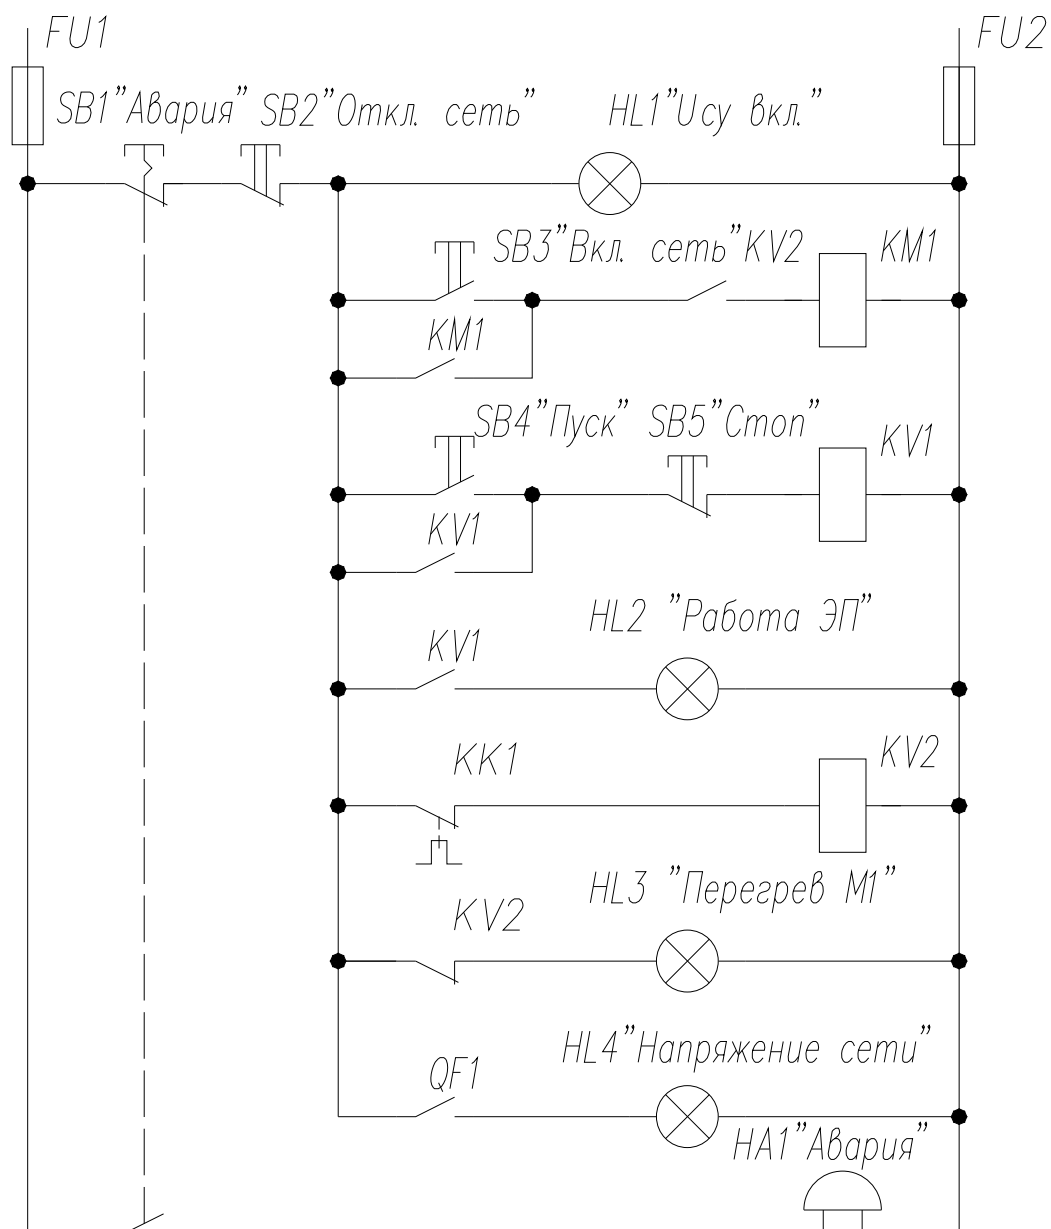 FU1 FU2
SB1"Авария" SB2"Откл. сеть" HL1"Uсу вкл."
SB3"Вкл. сеть" KV2 KM1
KM1
SB4"Пуск" SB5"Стоп" KV1
KV1
HL2 "Работа ЭП"
KV1
KK1 KV2
HL3 "Перегрев М1"
KV2
HL4"Напряжение сети"
QF1
HA1"Авария"